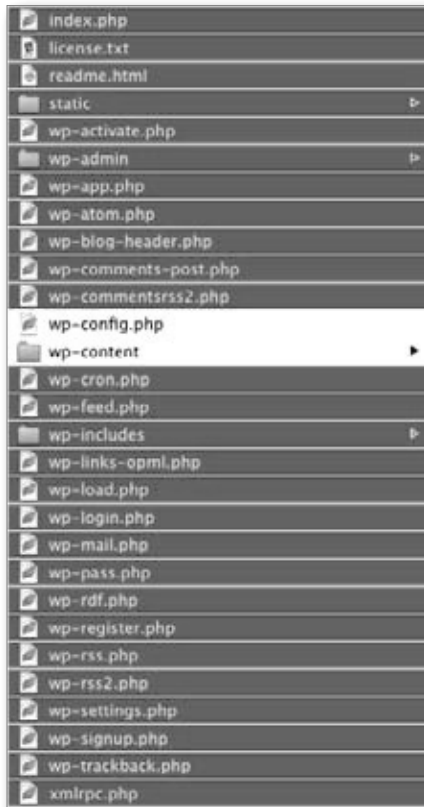 index.php
license.txt
readme.html
static
wp-activate.php
wp-admin
wp-app.php
wp-atom.php
wp-blog-header.php
wp-comments-post.php
wp-commentsrss2.php
wp-config.php
wp-content
wp-cron.php
wp-feed.php
wp-includes
wp-links-opml.php
wp-load.php
wp-login.php
wp-mail.php
wp-pass.php
wp-rdf.php
wp-register.php
wp-rss.php
wp-rss2.php
wp-settings.php
wp-signup.php
wp-trackback.php
xmlrpc.php